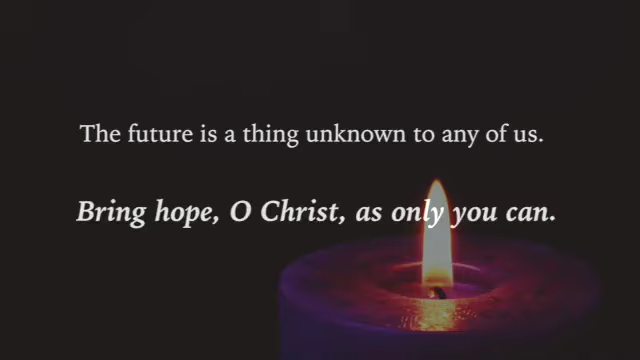 The future is a thing unknown to any of us.
Bring hope, O Christ, as only you can.